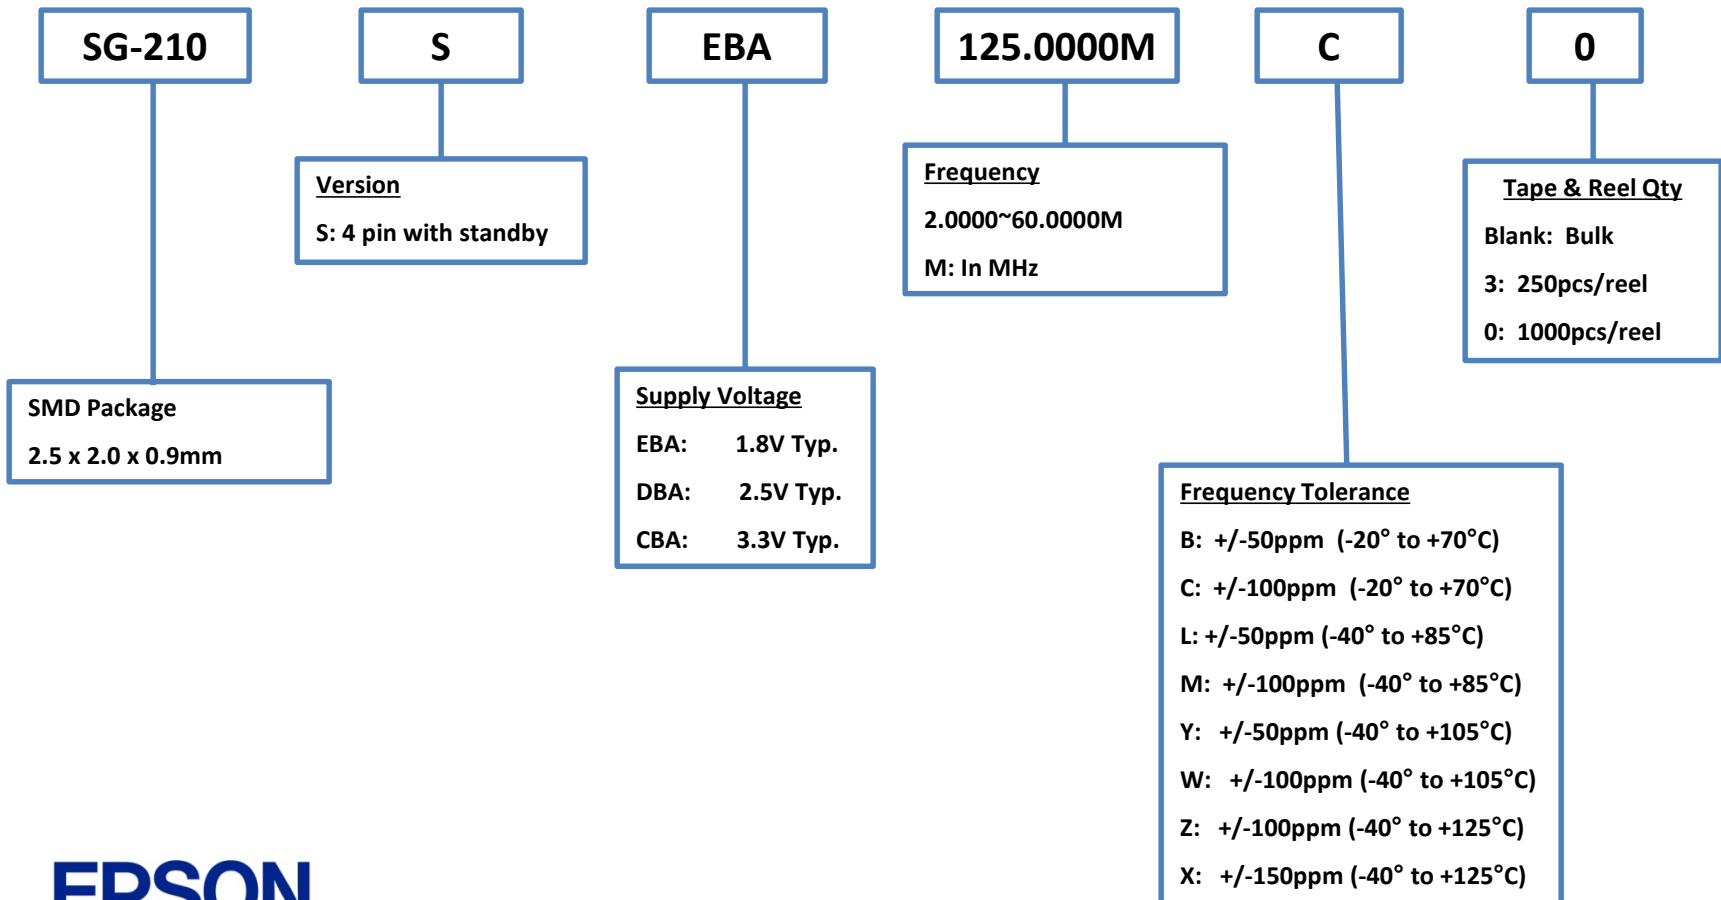 SG-210
S
EBA
125.0000M
C
0
Version
S: 4 pin with standby
Frequency
2.0000~60.0000M
M: In MHz
Tape & Reel Qty
Blank: Bulk
3: 250pcs/reel
0: 1000pcs/reel
SMD Package
2.5 x 2.0 x 0.9mm
Supply Voltage
EBA: 1.8V Typ.
DBA: 2.5V Typ.
CBA: 3.3V Typ.
Frequency Tolerance
B: +/-50ppm (-20° to +70°C)
C: +/-100ppm (-20° to +70°C)
L: +/-50ppm (-40° to +85°C)
M: +/-100ppm (-40° to +85°C)
Y: +/-50ppm (-40° to +105°C)
W: +/-100ppm (-40° to +105°C)
Z: +/-100ppm (-40° to +125°C)
X: +/-150ppm (-40° to +125°C)
EPSON